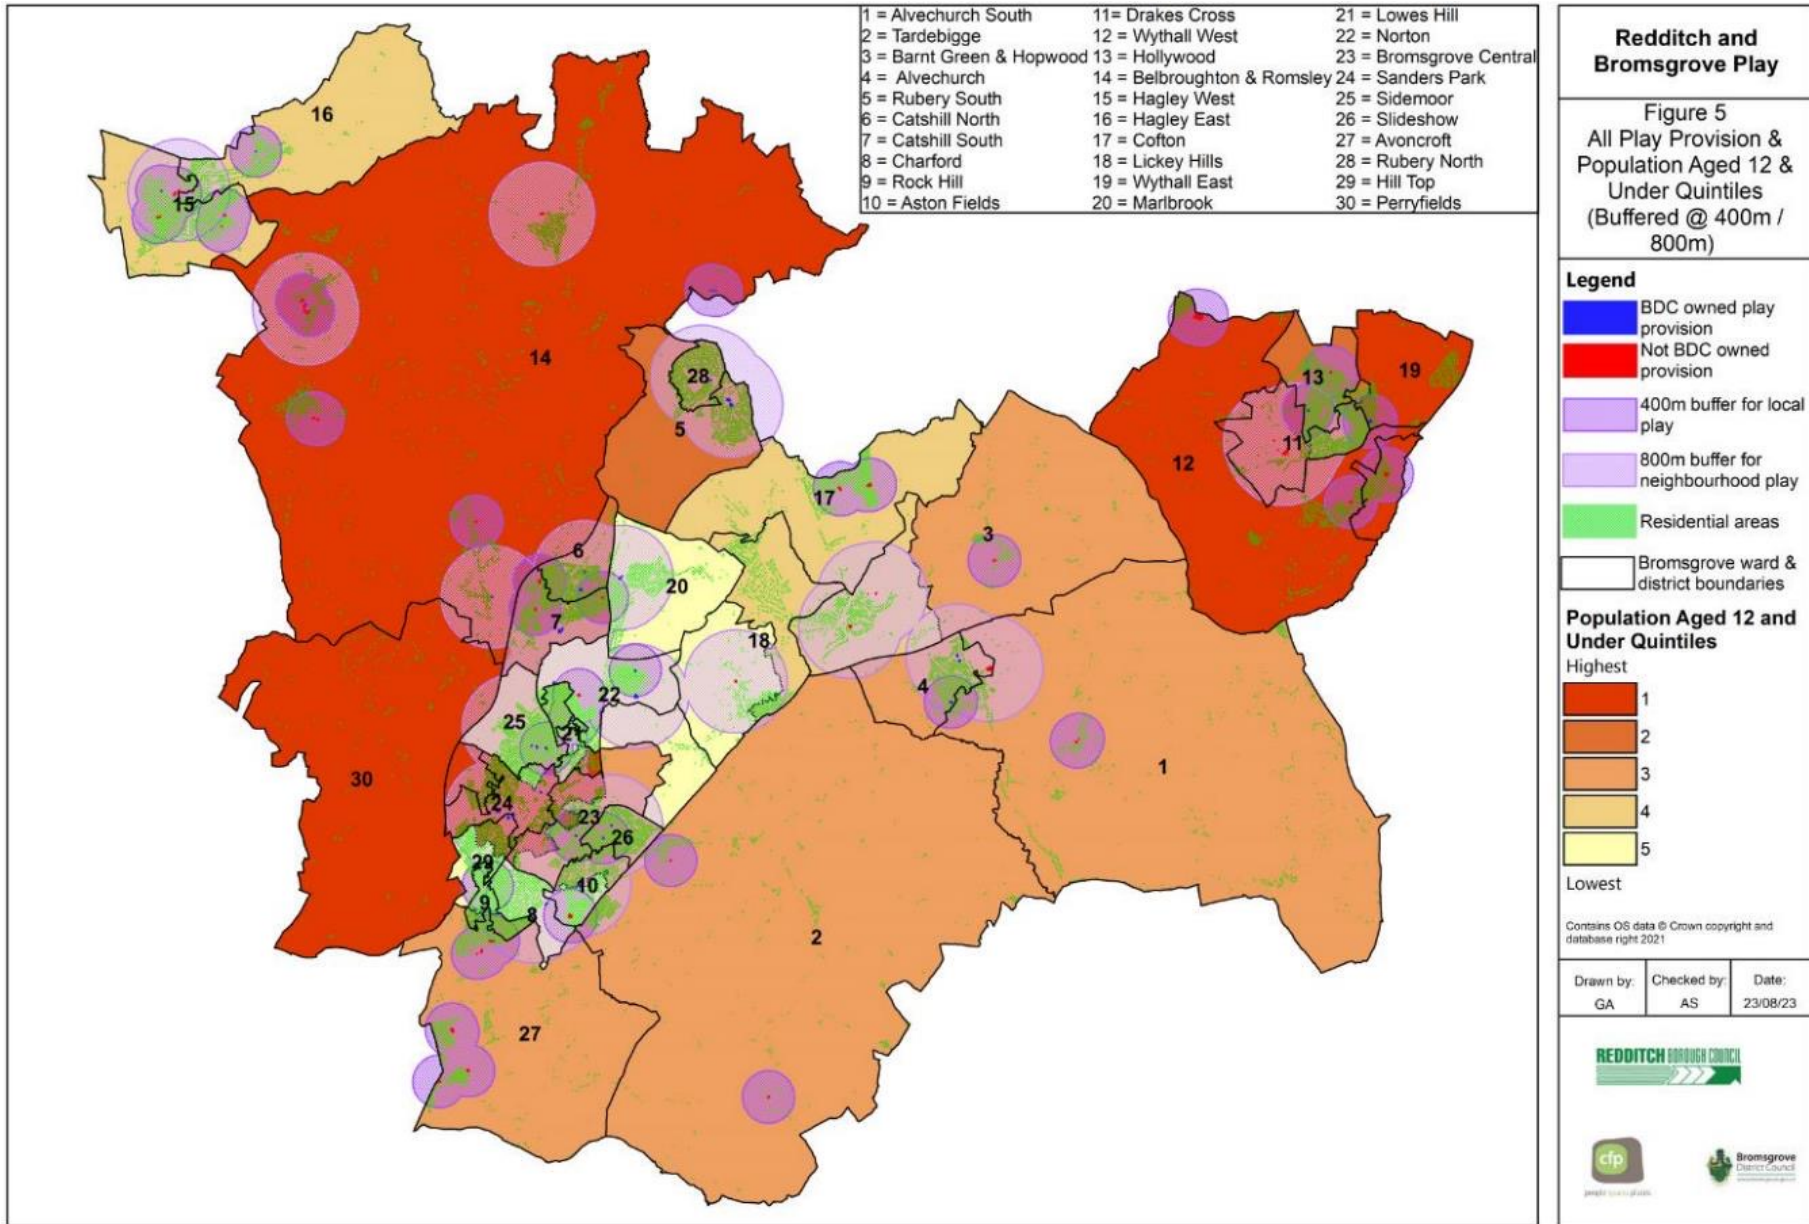 1 = Alvechurch South
2 = Tardebigge
3 = Barnt Green & Hopwood
4 = Alvechurch
5 = Rubery South
6 = Catshill North
7 = Catshill South
8 = Charford
9 = Rock Hill
10 = Aston Fields
11= Drakes Cross
12 = Wythall West
13 = Hollywood
14 = Belbroughton & Romsley
15 = Hagley West
16 = Hagley East
17 = Cofton
18 = Lickey Hills
19 = Wythall East
20 = Marlbrook
21 = Lowes Hill
22 = Norton
23 = Bromsgrove Central
24 = Sanders Park
25 = Sidemoor
26 = Slideshow
27 = Avoncroft
28 = Rubery North
29 = Hill Top
30 = Perryfields
16
15
14
28
5
13
19
11
12
17
3
6
20
7
18
22
4
25
21
1
30
24
23
26
29
10
9
8
2
27
Redditch and
Bromsgrove Play
Figure 5
All Play Provision &
Population Aged 12 &
Under Quintiles
(Buffered @ 400m /
800m)
Legend
BDC owned play
provision
Not BDC owned
provision
400m buffer for local
play
800m buffer for
neighbourhood play
Residential areas
Bromsgrove ward &
district boundaries
Population Aged 12 and
Under Quintiles
Highest
1
2
3
4
5
Lowest
Contains OS data © Crown copyright and
database right 2021
Drawn by:
GA
Checked by:
AS
Date:
23/08/23
REDDITCH BOROUGH COUNCIL
cfp
Bromsgrove
District Council